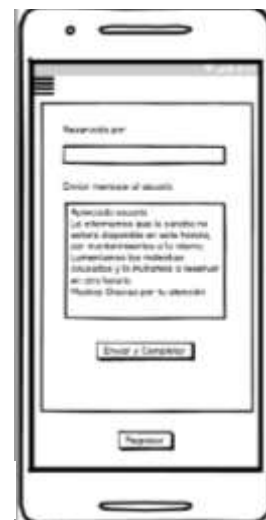 Reservado por
Enviar mensaje al usuario
Apreciado usuario
Le informamos que la cancha no
estará disponible en este horario,
por mantenimientos a la misma.
Lamentamos las molestias
causadas y lo invitamos a reservar
en otro horario
Muchas Gracias por tu atención
Enviar y Completar
Regresar